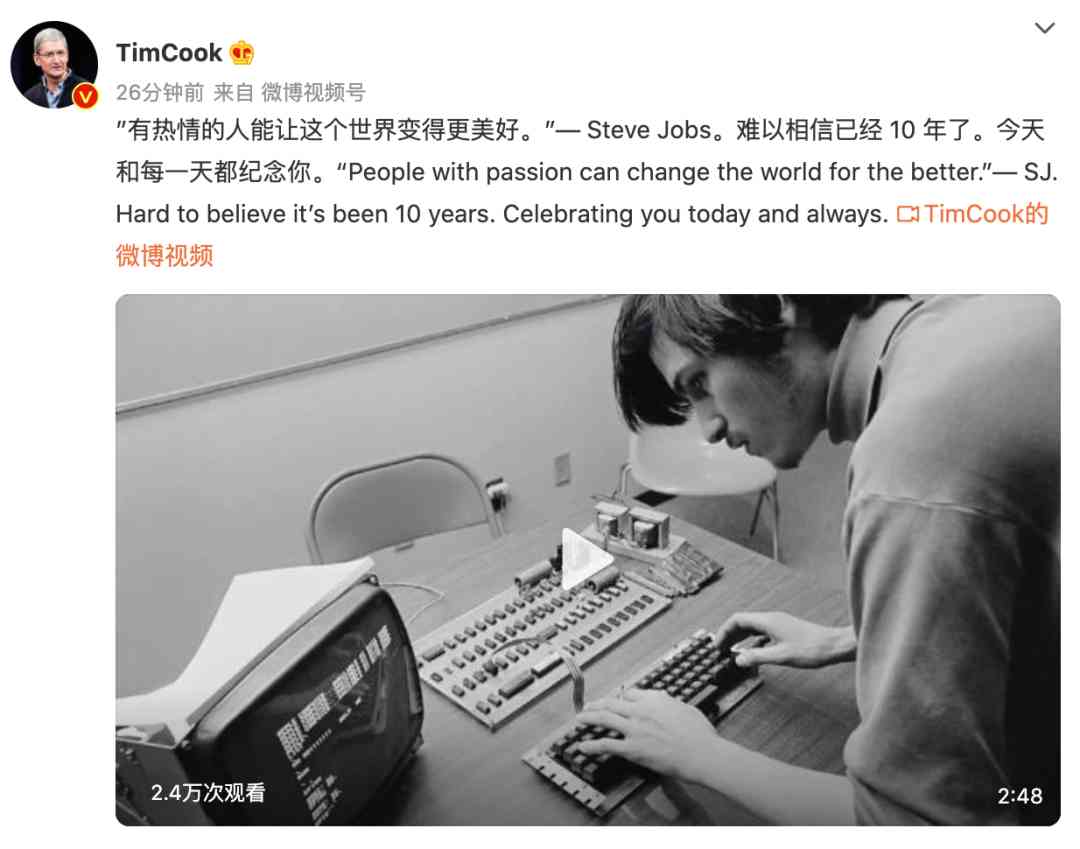 TimCook
26分钟前 来自 微博视频号
”有热情的人能让这个世界变得更美好。”— Steve Jobs。难以相信已经 10 年了。今天
和每一天都纪念你。“People with passion can change the world for the better.”— SJ.
Hard to believe it’s been 10 years. Celebrating you today and always. TimCook的
微博视频
2.4万次观看
2:48